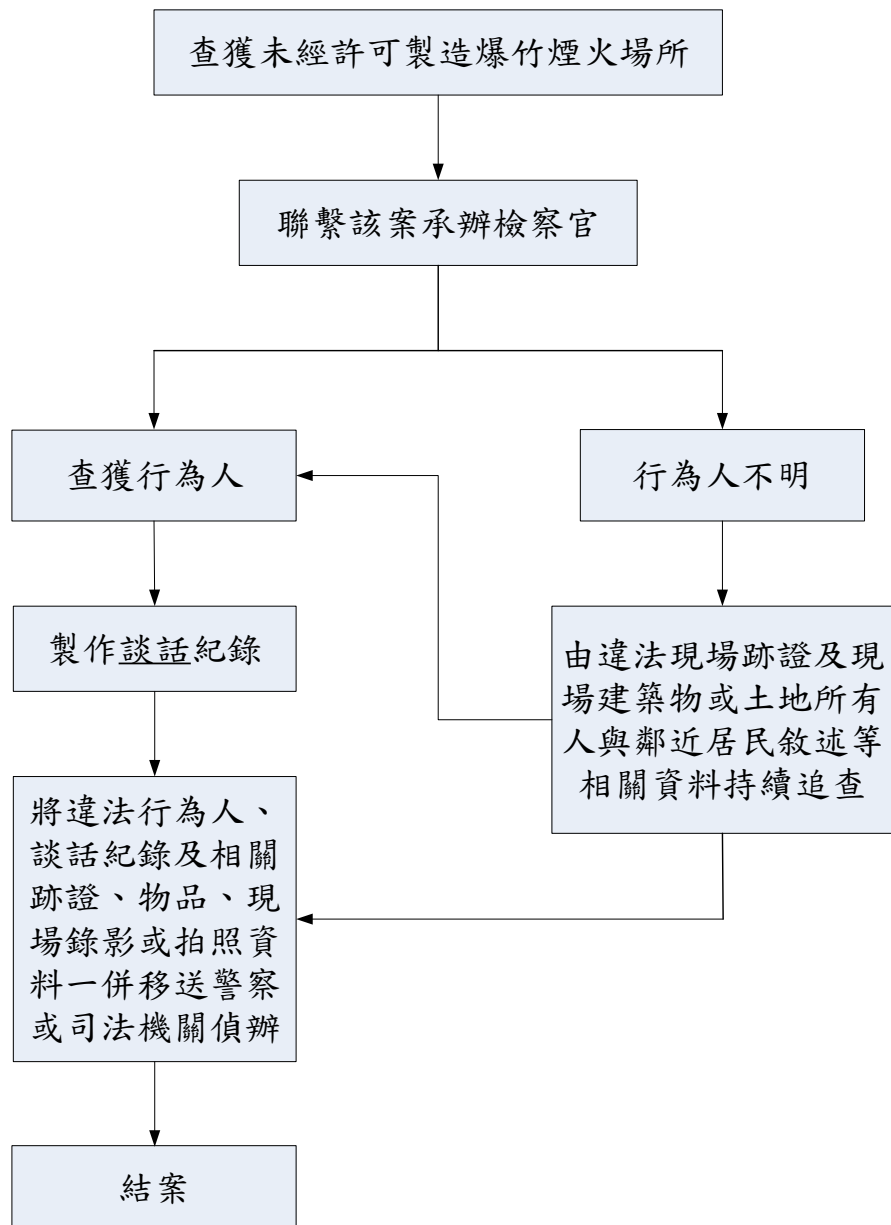 查獲未經許可製造爆竹煙火場所
聯繫該案承辦檢察官
查獲行為人
行為人不明
製作談話紀錄
由違法現場跡證及現
場建築物或土地所有
人與鄰近居民敘述等
相關資料持續追查
將違法行為人、
談話紀錄及相關
跡證、物品、現
場錄影或拍照資
料一併移送警察
或司法機關偵辦
結案